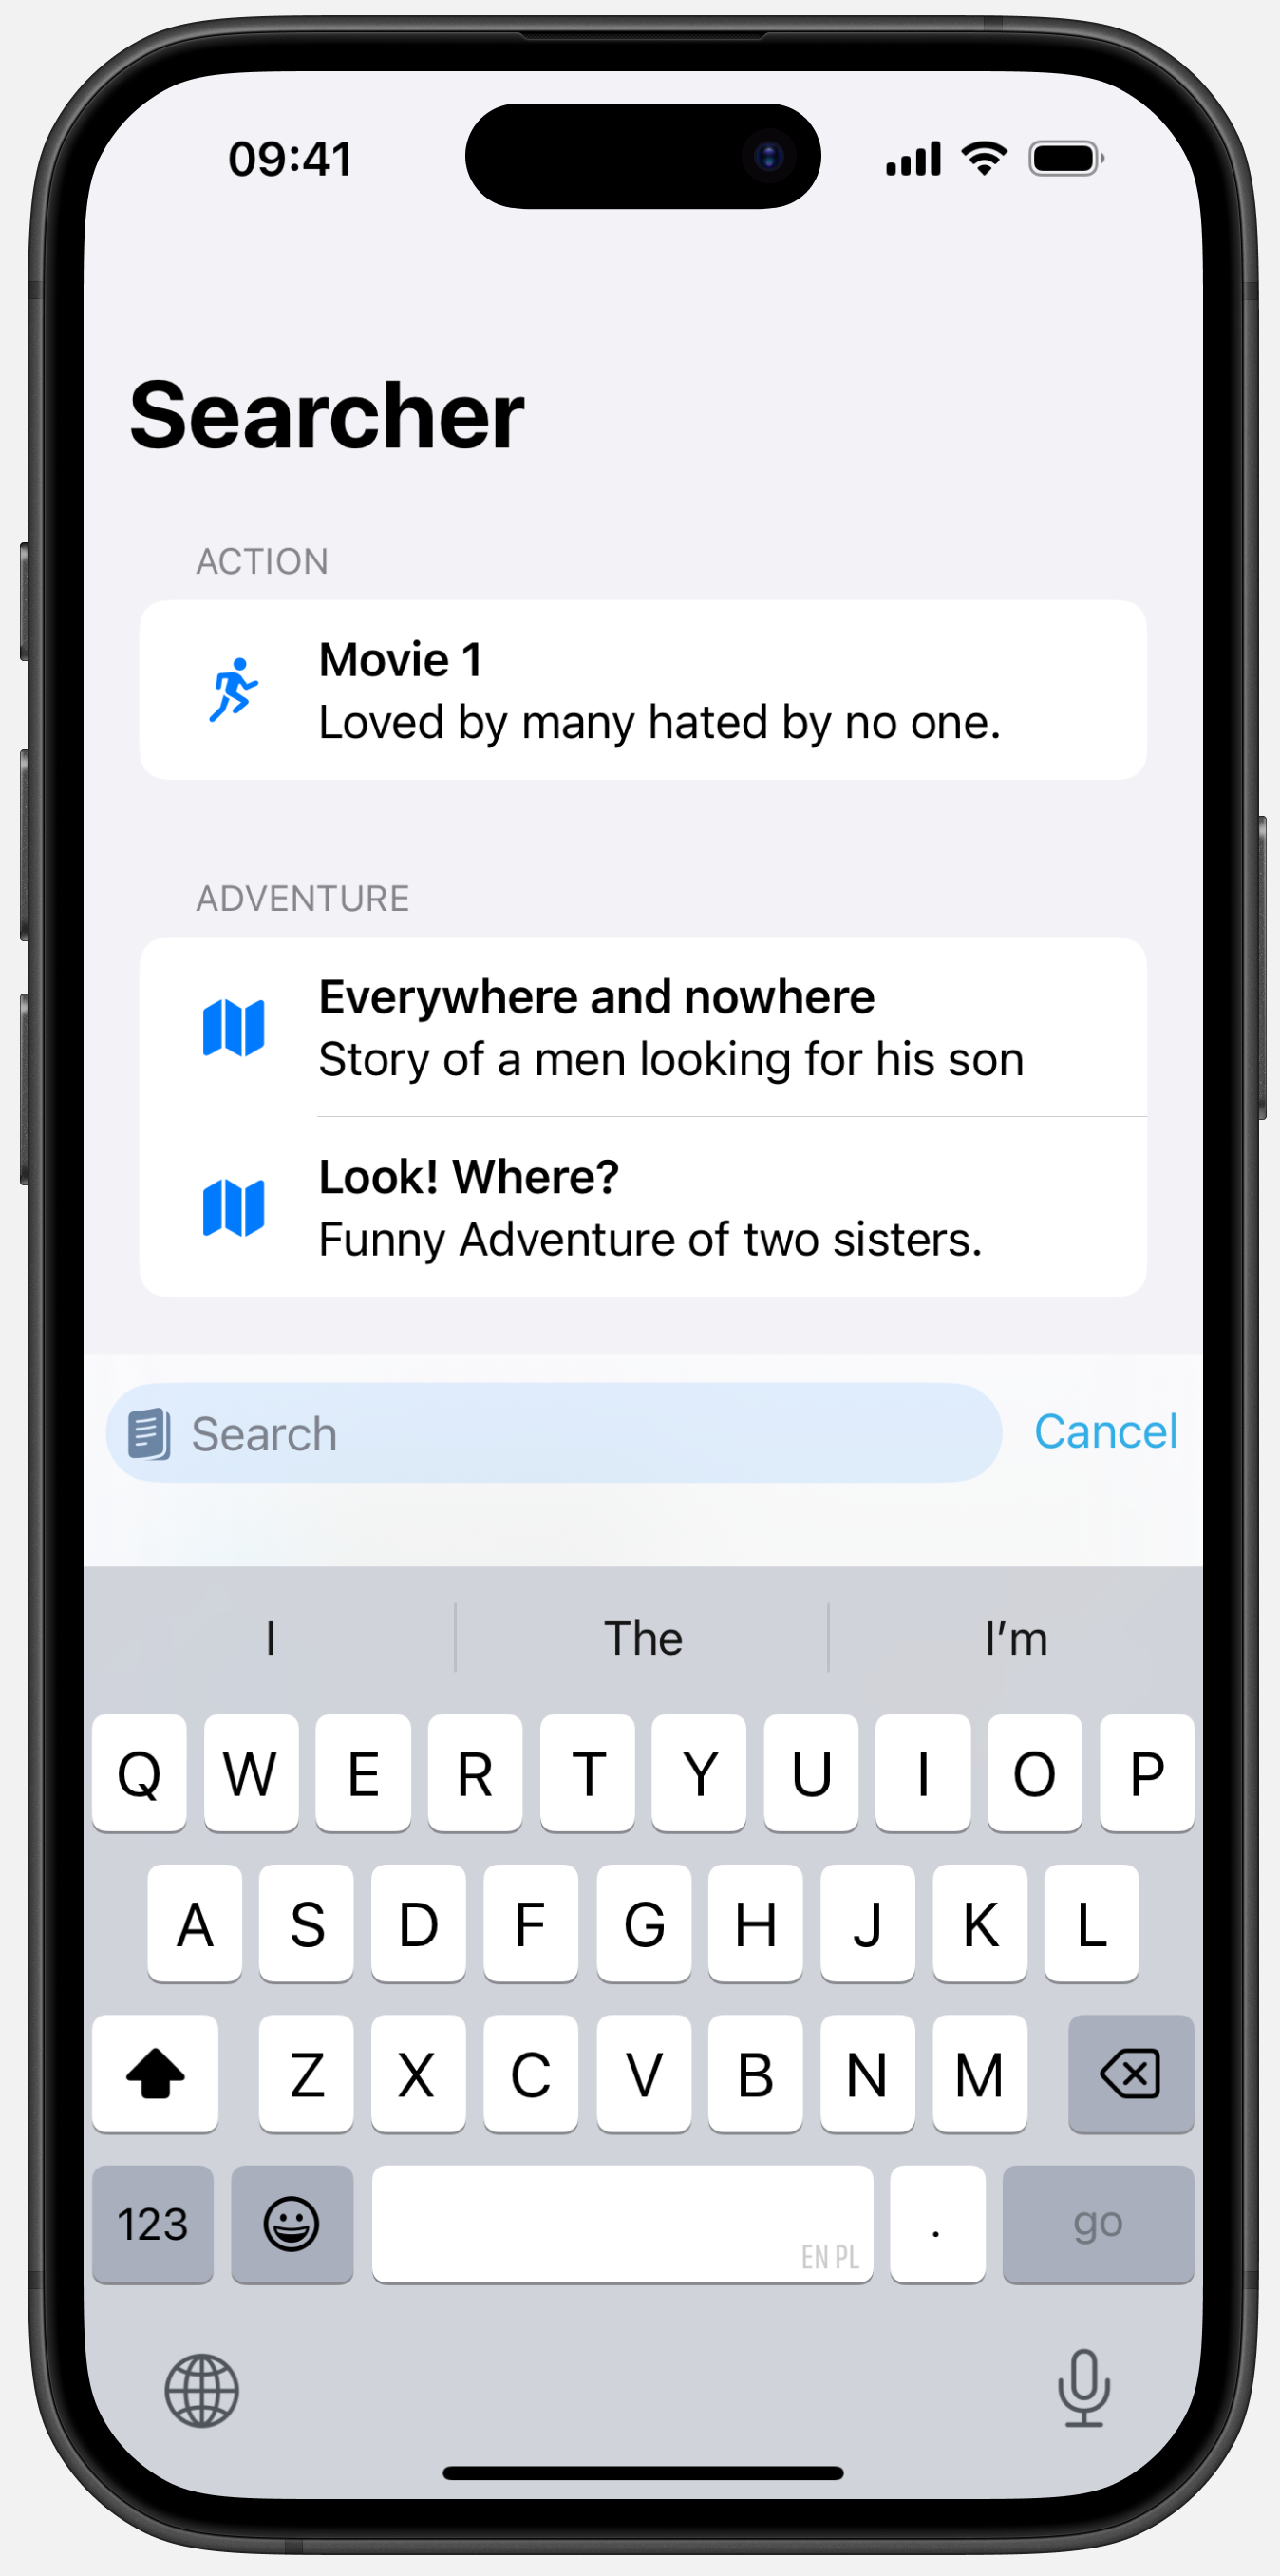 09:41
Searcher
ACTION
Movie 1
Loved by many hated by no one.
ADVENTURE
Everywhere and nowhere
Story of a men looking for his son
Look! Where?
Funny Adventure of two sisters.
Search Cancel
I The I’m
Q W E R T Y U I O P
A S D F G H J K L
Z X C V B N M
123 EN PL . go